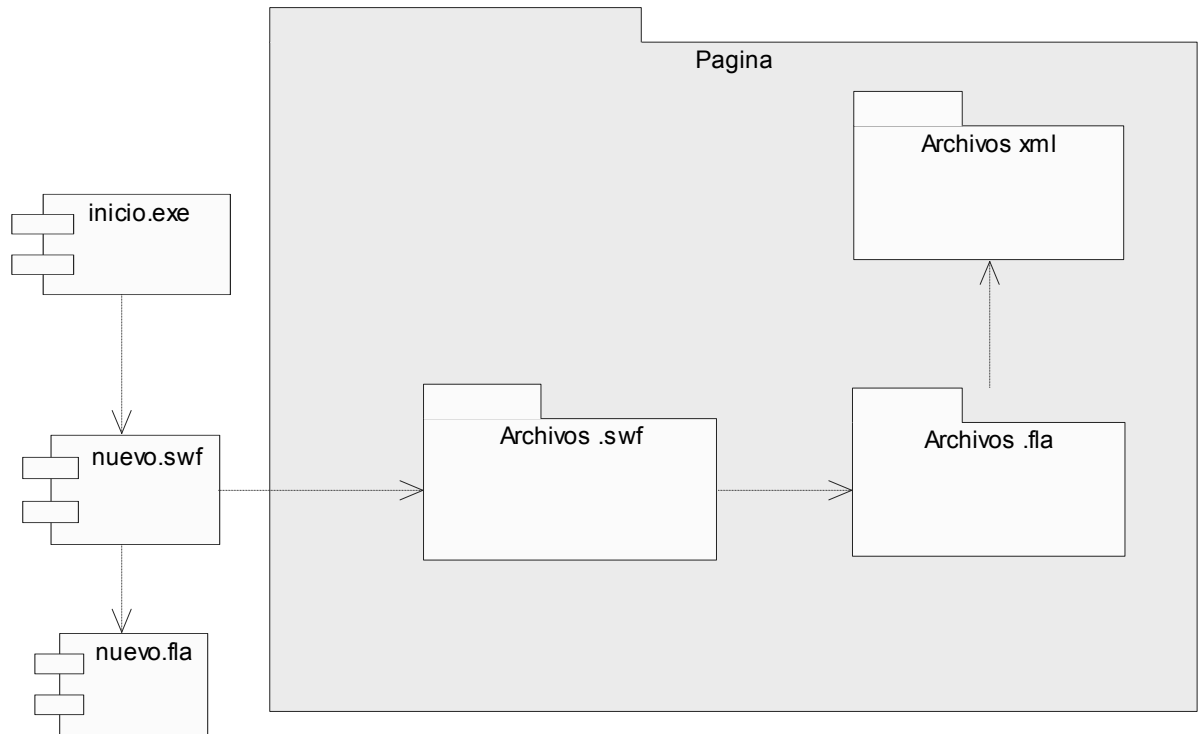 Pagina
Archivos xml
inicio.exe
Archivos .swf
Archivos .fla
nuevo.swf
nuevo.fla